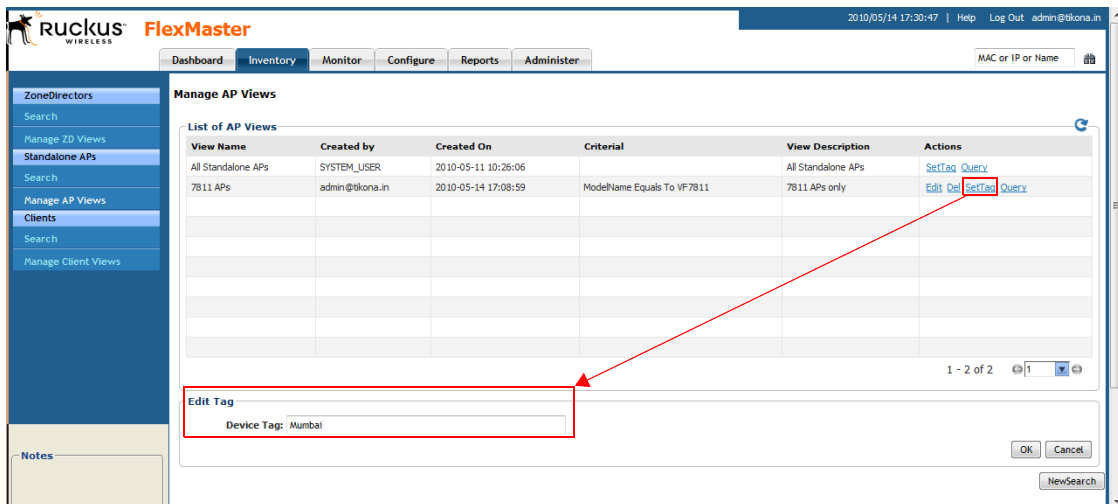 2010/05/14 17:30:47 | Help Log Out admin@tikona.in
RUCKUS WIRELESS FlexMaster
Dashboard Inventory Monitor Configure Reports Administer MAC or IP or Name
ZoneDirectors
Search
Manage ZD Views
Standalone APs
Search
Manage AP Views
Clients
Search
Manage Client Views
Notes
Manage AP Views
List of AP Views
View Name Created by Created On Criterial View Description Actions
All Standalone APs SYSTEM_USER 2010-05-11 10:26:06 All Standalone APs SetTag Query
7811 APs admin@tikona.in 2010-05-14 17:08:59 ModelName Equals To VF7811 7811 APs only Edit Del SetTag Query
1 - 2 of 2 1
Edit Tag
Device Tag: Mumbai
OK Cancel
NewSearch